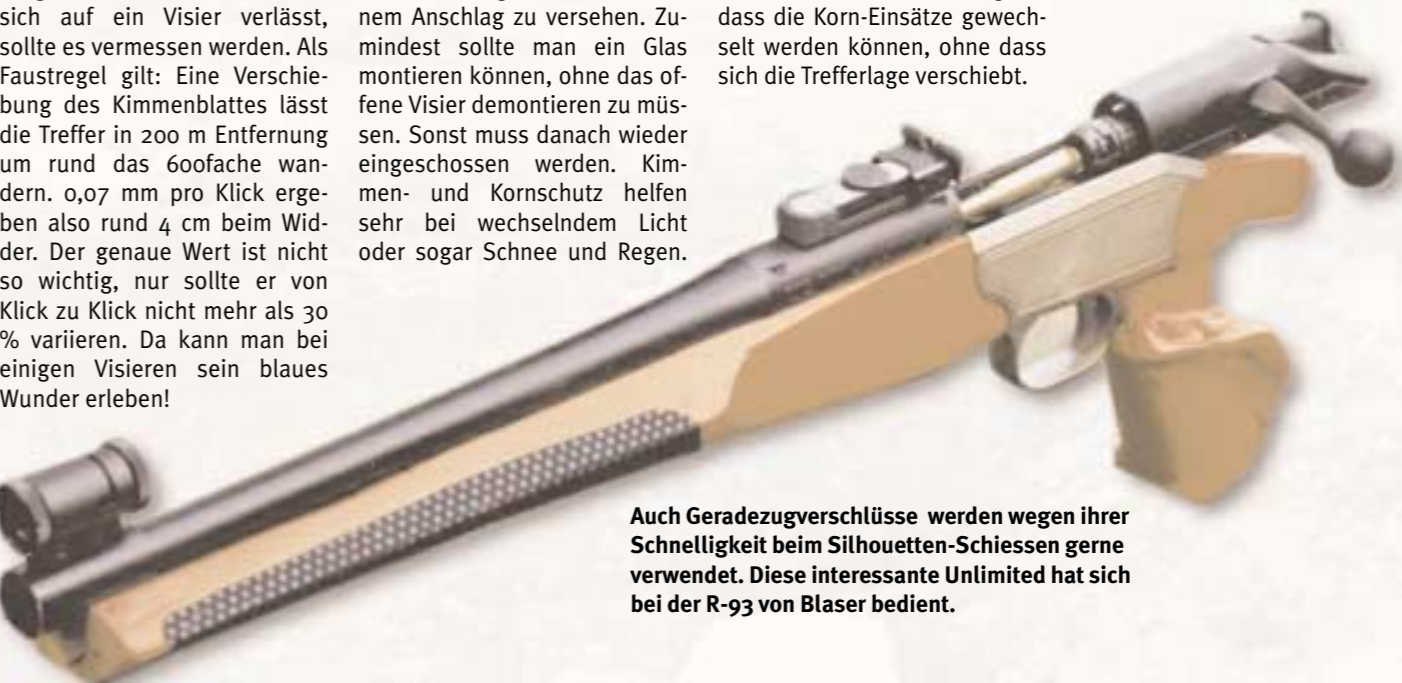 sich auf ein Visier verlässt,
sollte es vermessen werden. Als
Faustregel gilt: Eine Verschie-
bung des Kimmenblattes lässt
die Treffer in 200 m Entfernung
um rund das 600fache wan-
dern. 0,07 mm pro Klick erge-
ben also rund 4 cm beim Wid-
der. Der genaue Wert ist nicht
so wichtig, nur sollte er von
Klick zu Klick nicht mehr als 30
% variieren. Da kann man bei
einigen Visieren sein blaues
Wunder erleben!
nem Anschlag zu versehen. Zu-
mindest sollte man ein Glas
montieren können, ohne das of-
fene Visier demontieren zu müs-
sen. Sonst muss danach wieder
eingeschossen werden. Kim-
men- und Kornschutz helfen
sehr bei wechselndem Licht
oder sogar Schnee und Regen.
dass die Korn-Einsätze gewech-
selt werden können, ohne dass
sich die Trefferlage verschiebt.
Auch Geradezugverschlüsse werden wegen ihrer
Schnelligkeit beim Silhouetten-Schiessen gerne
verwendet. Diese interessante Unlimited hat sich
bei der R-93 von Blaser bedient.